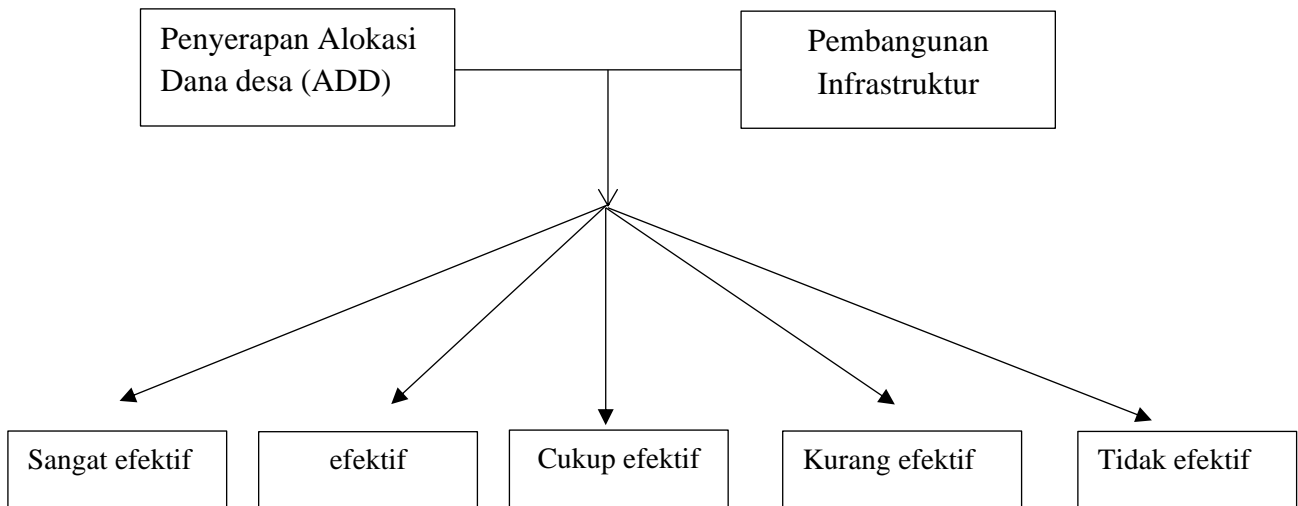 Penyerapan Alokasi
Dana desa (ADD)
Pembangunan
Infrastruktur
Sangat efektif
efektif
Cukup efektif
Kurang efektif
Tidak efektif